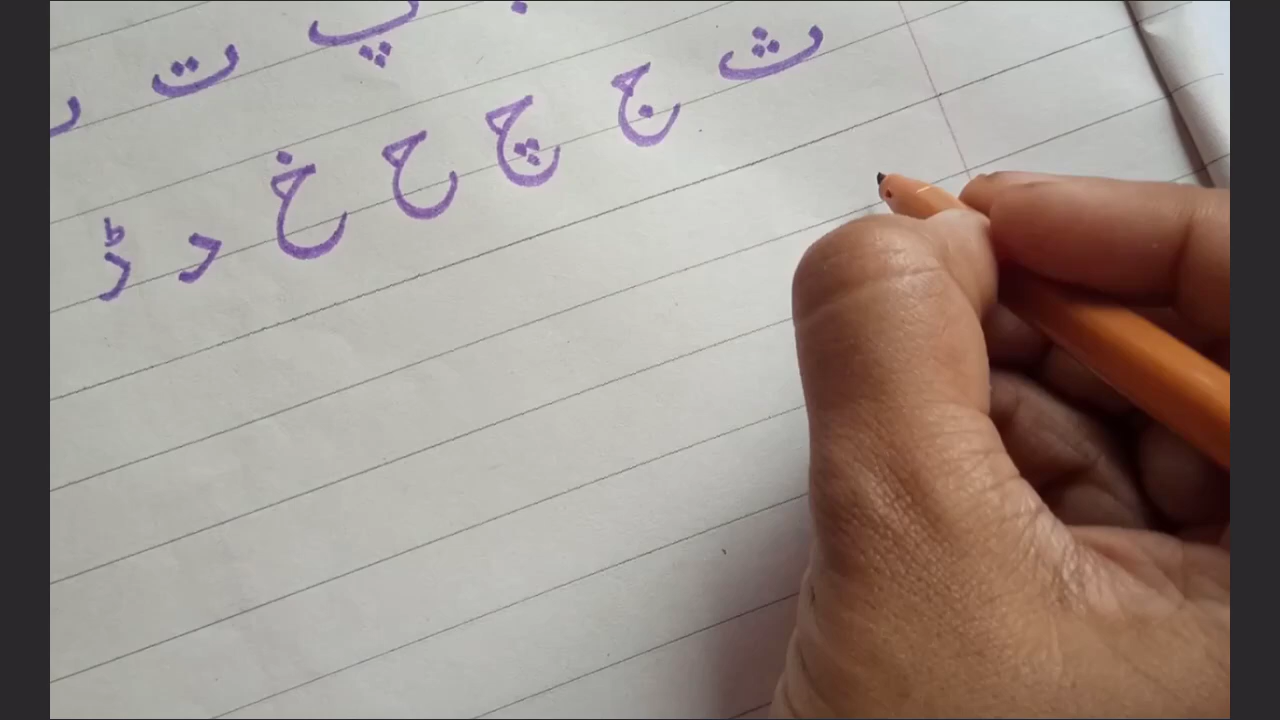 پ ت
ث ج چ ح خ د ڈ